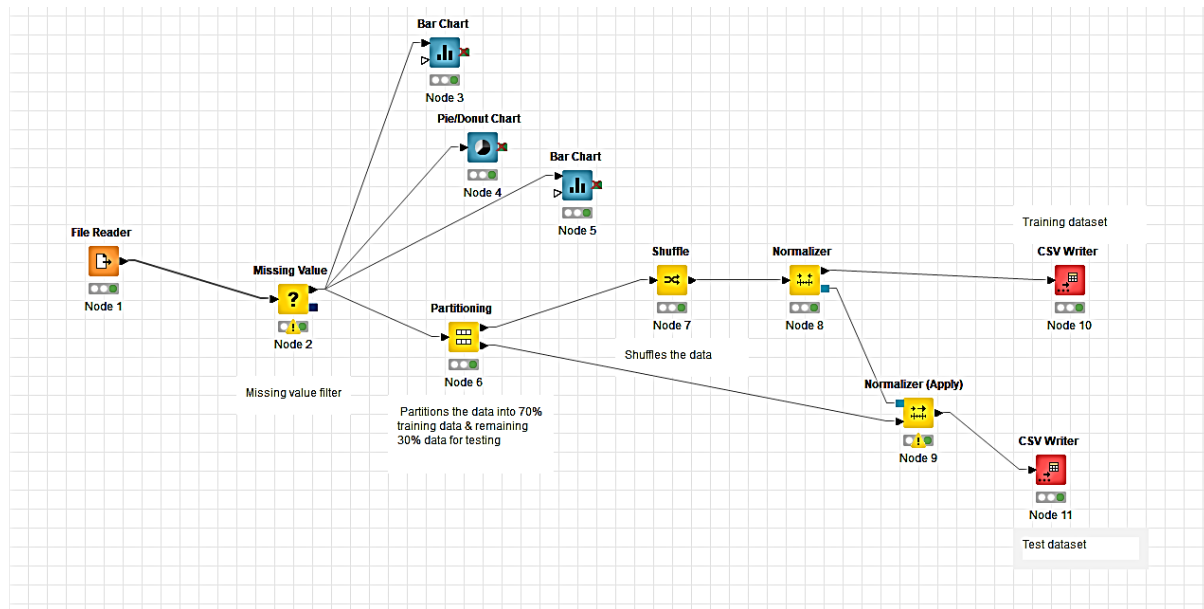 Bar Chart
Node 3
Pie/Donut Chart
Node 4
Bar Chart
Node 5
File Reader
Node 1
Missing Value
?
Node 2
Missing value filter
Partitioning
Node 6
Partitions the data into 70%
training data & remaining
30% data for testing
Shuffle
Node 7
Shuffles the data
Normalizer
Node 8
Training dataset
CSV Writer
Node 10
Normalizer (Apply)
Node 9
CSV Writer
Node 11
Test dataset